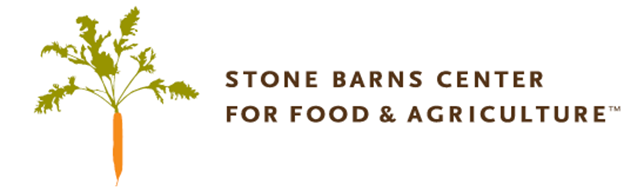 STONE BARNS CENTER
FOR FOOD & AGRICULTURE™